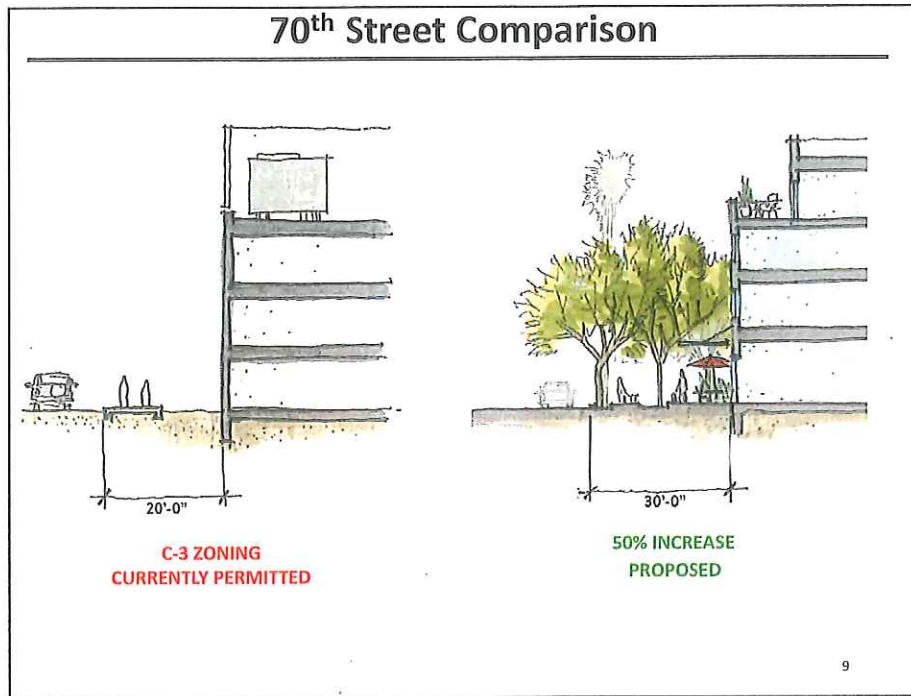 70th Street Comparison
20'-0"
30'-0"
C-3 ZONING
CURRENTLY PERMITTED
50% INCREASE
PROPOSED
9